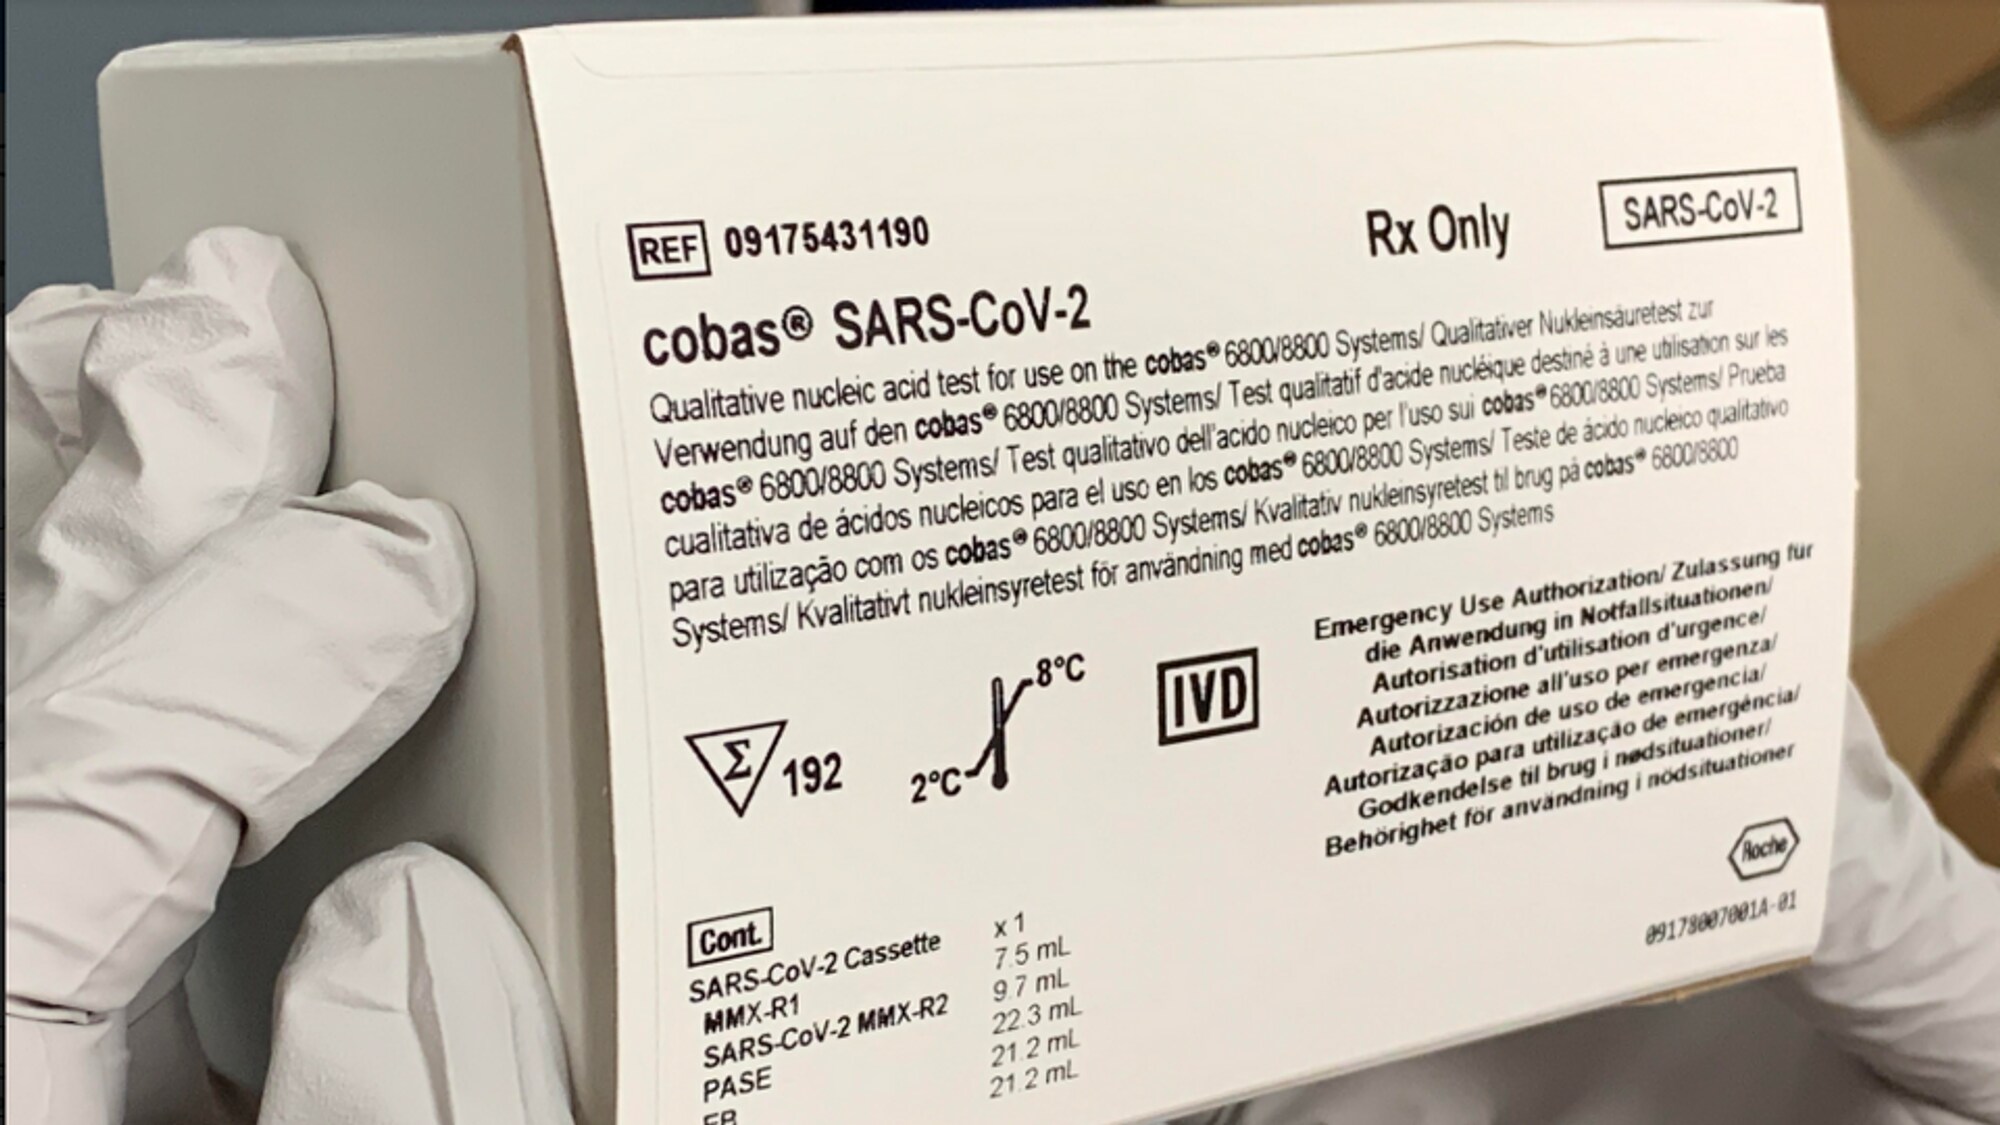 REF 09175431190
Rx Only
SARS-CoV-2
cobas® SARS-CoV-2
Qualitative nucleic acid test for use on the cobas® 6800/8800 Systems/ Qualitativer Nukleinsäuretest zur
Verwendung auf den cobas® 6800/8800 Systems/ Test qualitatif d'acide nucléique destiné à une utilisation sur les
cobas® 6800/8800 Systems/ Test qualitativo dell'acido nucleico per l'uso sui cobas® 6800/8800 Systems/ Prueba
cualitativa de ácidos nucleicos para el uso en los cobas® 6800/8800 Systems/ Teste de ácido nucleico qualitativo
para utilização com os cobas® 6800/8800 Systems/ Kvalitativ nukleinsyretest til brug på cobas® 6800/8800
Systems/ Kvalitativt nukleinsyretest för användning med cobas® 6800/8800 Systems
Σ 192
2°C
8°C
IVD
Emergency Use Authorization/ Zulassung für
die Anwendung in Notfallsituationen/
Autorisation d'utilisation d'urgence/
Autorizzazione all'uso per emergenza/
Autorización de uso de emergencia/
Autorização para utilização de emergência/
Godkendelse til brug i nødsituationer/
Behörighet för användning i nödsituationer
Roche
09178007001A-01
Cont.
SARS-CoV-2 Cassette x 1
MMX-R1 7.5 mL
SARS-CoV-2 MMX-R2 9.7 mL
PASE 22.3 mL
EB 21.2 mL
21.2 mL